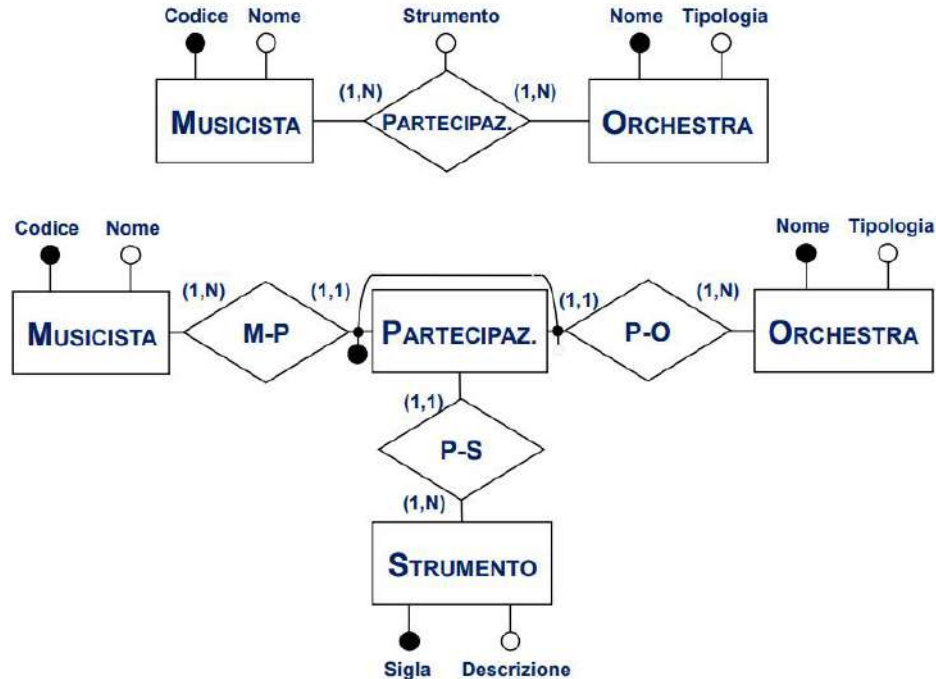 Codice Nome Strumento Nome Tipologia
(1,N) (1,N)
MUSICISTA PARTECIPAZ. ORCHESTRA
Codice Nome Nome Tipologia
(1,N) (1,1) (1,1) (1,N)
MUSICISTA M-P PARTECIPAZ. P-O ORCHESTRA
(1,1)
P-S
(1,N)
STRUMENTO
Sigla Descrizione